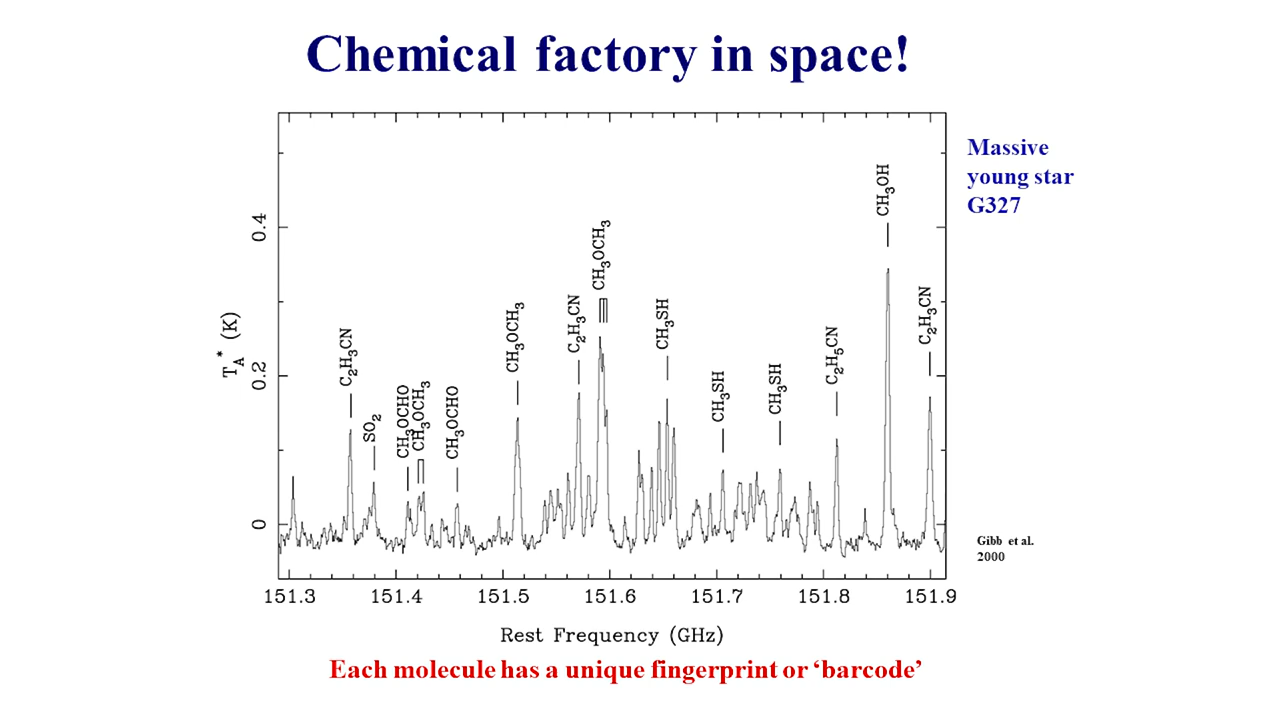 Chemical factory in space!
Massive
young star
G327
T_A* (K)
0.4
0.2
0
C₂H₃CN
SO₂
CH₃OCHO
CH₃OCH₃
CH₃OCHO
CH₃OCH₃
C₂H₃CN
CH₃OCH₃
CH₃SH
CH₃SH
CH₃SH
C₂H₅CN
CH₃OH
C₂H₃CN
151.3 151.4 151.5 151.6 151.7 151.8 151.9
Rest Frequency (GHz)
Gibb et al.
2000
Each molecule has a unique fingerprint or ‘barcode’